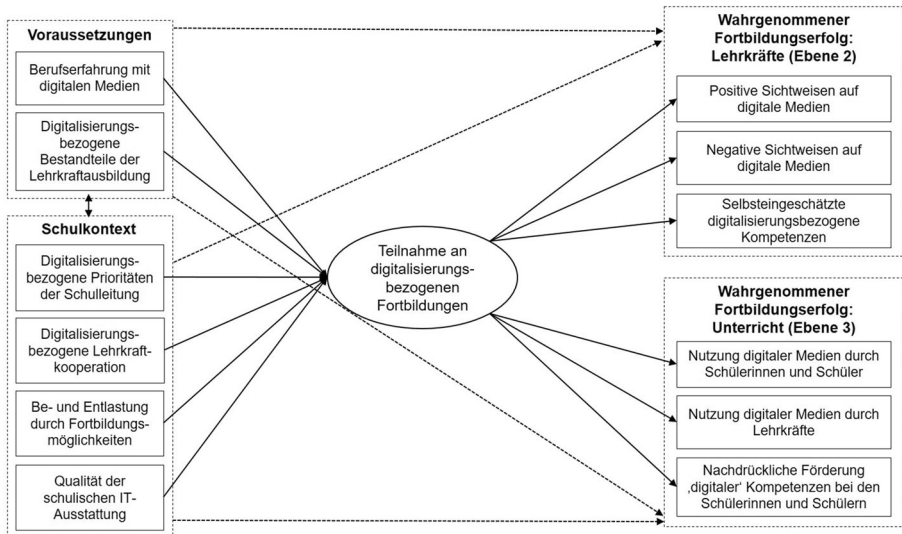 Voraussetzungen
Berufserfahrung mit
digitalen Medien
Digitalisierungs-
bezogene
Bestandteile der
Lehrkraftausbildung
Schulkontext
Digitalisierungs-
bezogene Prioritäten
der Schulleitung
Digitalisierungs-
bezogene Lehrkraft-
kooperation
Be- und Entlastung
durch Fortbildungs-
möglichkeiten
Qualität der
schulischen IT-
Ausstattung
Teilnahme an
digitalisierungs-
bezogenen
Fortbildungen
Wahrgenommener
Fortbildungserfolg:
Lehrkräfte (Ebene 2)
Positive Sichtweisen auf
digitale Medien
Negative Sichtweisen auf
digitale Medien
Selbsteingeschätzte
digitalisierungsbezogene
Kompetenzen
Wahrgenommener
Fortbildungserfolg:
Unterricht (Ebene 3)
Nutzung digitaler Medien durch
Schülerinnen und Schüler
Nutzung digitaler Medien durch
Lehrkräfte
Nachdrückliche Förderung
‚digitaler‘ Kompetenzen bei den
Schülerinnen und Schülern